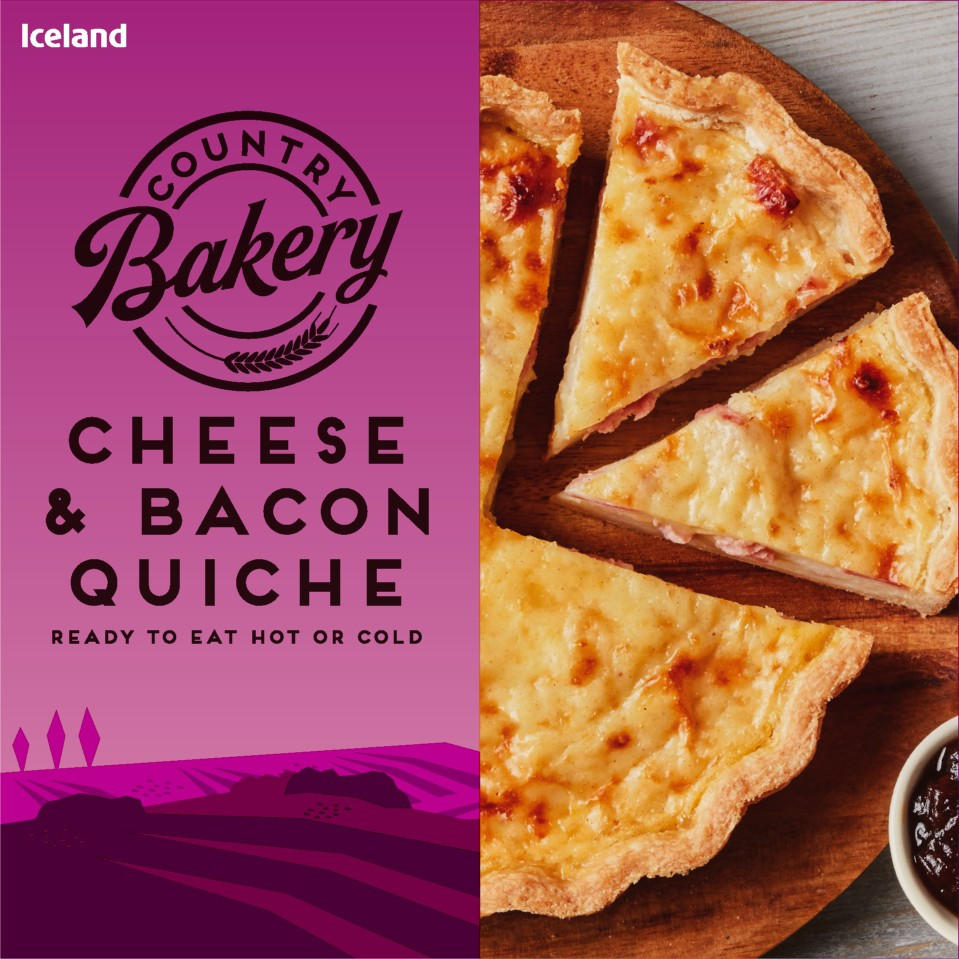 Iceland
COUNTRY
Bakery
CHEESE
& BACON
QUICHE
READY TO EAT HOT OR COLD